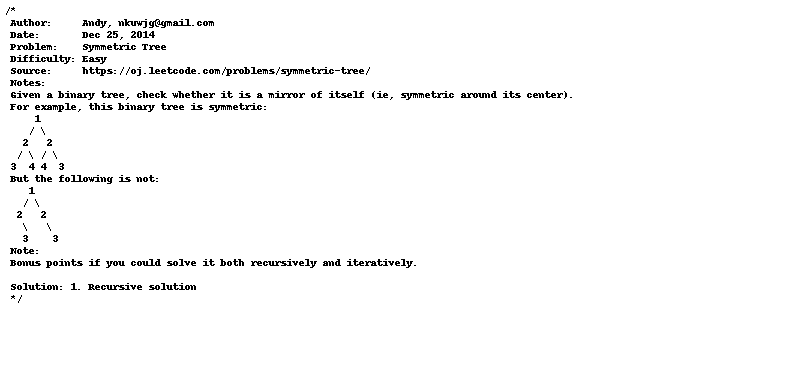 /*
 Author:     Andy, nkuwjg@gmail.com
 Date:       Dec 25, 2014
 Problem:    Symmetric Tree
 Difficulty: Easy
 Source:     https://oj.leetcode.com/problems/symmetric-tree/
 Notes:
 Given a binary tree, check whether it is a mirror of itself (ie, symmetric around its center).
 For example, this binary tree is symmetric:
     1
    / \
   2   2
  / \ / \
 3  4 4  3
 But the following is not:
    1
   / \
  2   2
   \   \
   3    3
 Note:
 Bonus points if you could solve it both recursively and iteratively.

 Solution: 1. Recursive solution
 */